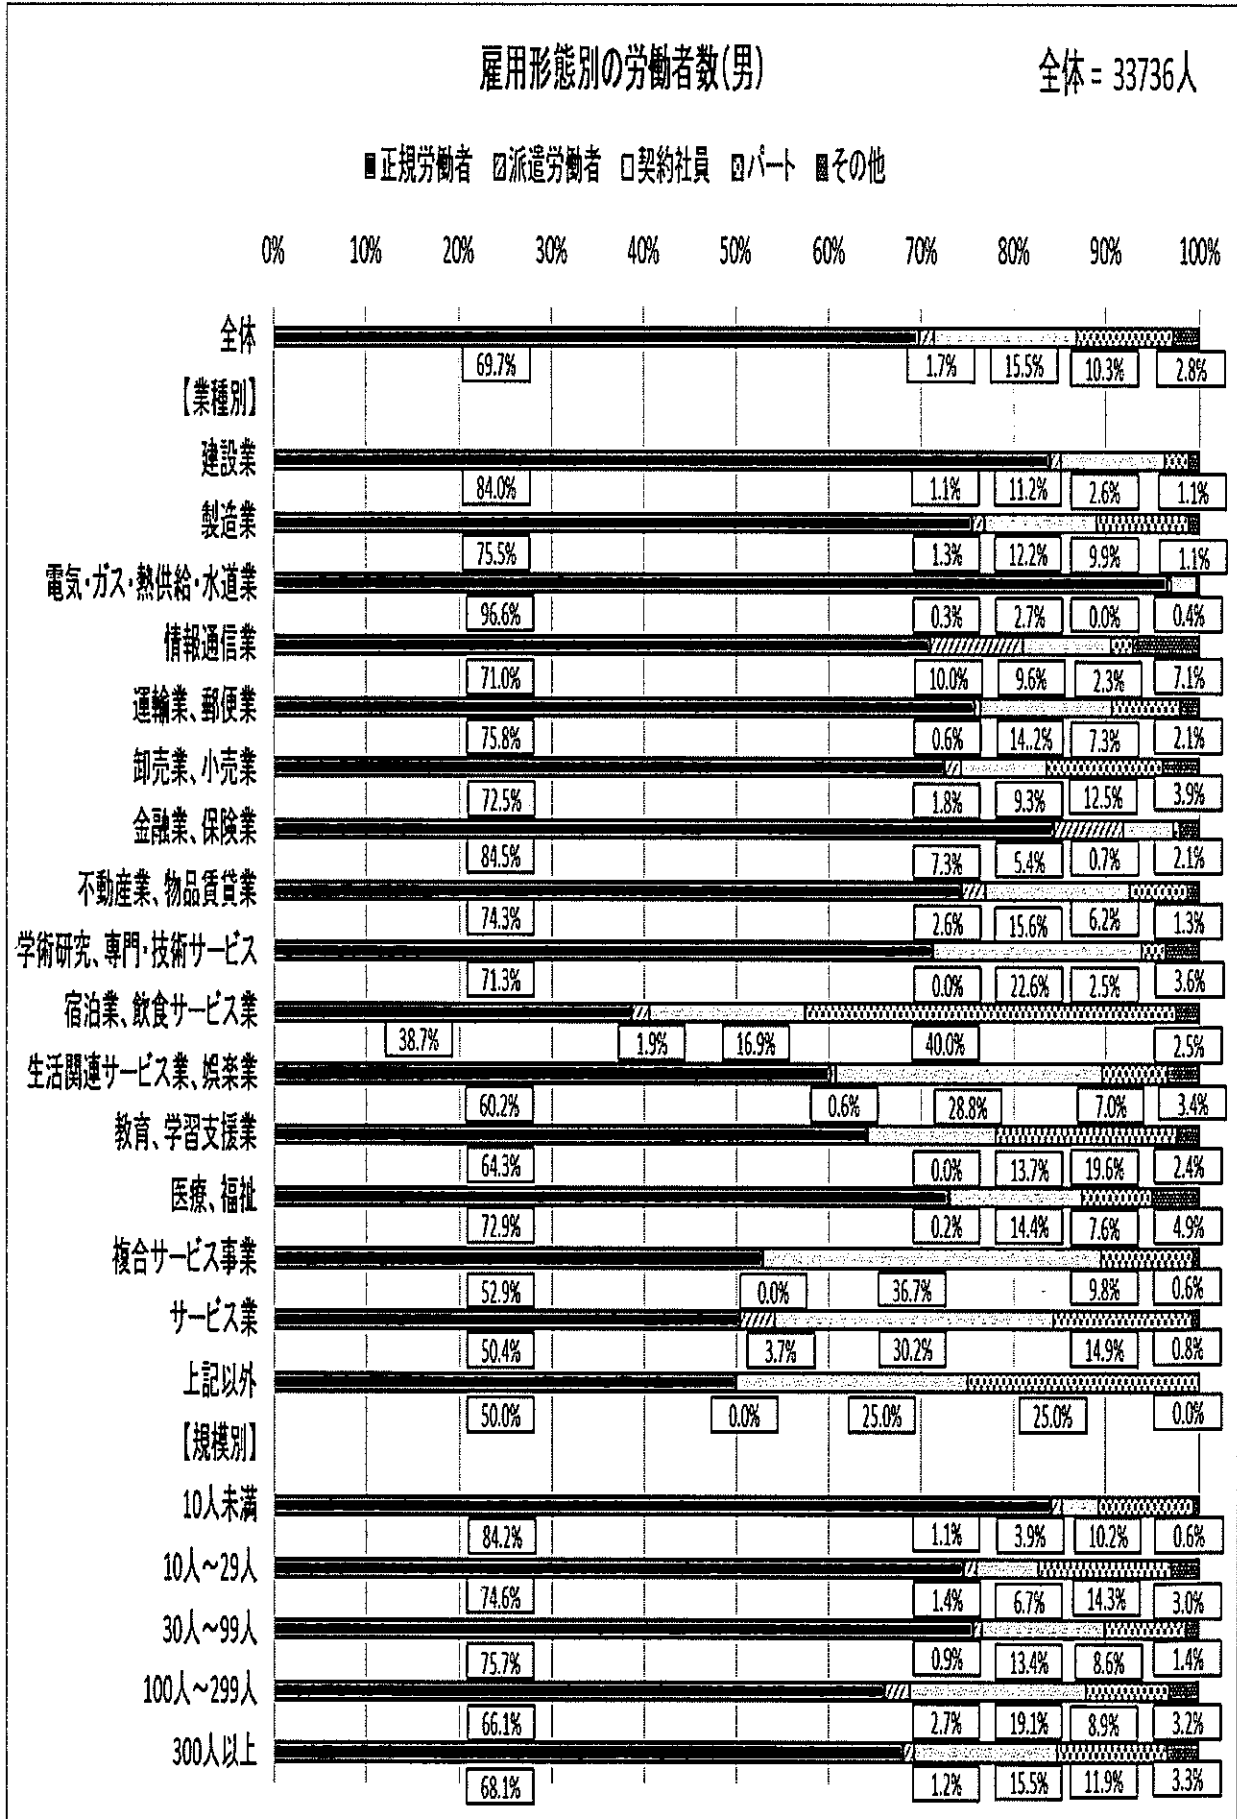 雇用形態別の労働者数(男)
全体 = 33736人
正規労働者 派遣労働者 契約社員 パート その他
0% 10% 20% 30% 40% 50% 60% 70% 80% 90% 100%
全体
69.7% 1.7% 15.5% 10.3% 2.8%
【業種別】
建設業
84.0% 1.1% 11.2% 2.6% 1.1%
製造業
75.5% 1.3% 12.2% 9.9% 1.1%
電気・ガス・熱供給・水道業
96.6% 0.3% 2.7% 0.0% 0.4%
情報通信業
71.0% 10.0% 9.6% 2.3% 7.1%
運輸業、郵便業
75.8% 0.6% 14..2% 7.3% 2.1%
卸売業、小売業
72.5% 1.8% 9.3% 12.5% 3.9%
金融業、保険業
84.5% 7.3% 5.4% 0.7% 2.1%
不動産業、物品賃貸業
74.3% 2.6% 15.6% 6.2% 1.3%
学術研究、専門・技術サービス
71.3% 0.0% 22.6% 2.5% 3.6%
宿泊業、飲食サービス業
38.7% 1.9% 16.9% 40.0% 2.5%
生活関連サービス業、娯楽業
60.2% 0.6% 28.8% 7.0% 3.4%
教育、学習支援業
64.3% 0.0% 13.7% 19.6% 2.4%
医療、福祉
72.9% 0.2% 14.4% 7.6% 4.9%
複合サービス事業
52.9% 0.0% 36.7% 9.8% 0.6%
サービス業
50.4% 3.7% 30.2% 14.9% 0.8%
上記以外
50.0% 0.0% 25.0% 25.0% 0.0%
【規模別】
10人未満
84.2% 1.1% 3.9% 10.2% 0.6%
10人～29人
74.6% 1.4% 6.7% 14.3% 3.0%
30人～99人
75.7% 0.9% 13.4% 8.6% 1.4%
100人～299人
66.1% 2.7% 19.1% 8.9% 3.2%
300人以上
68.1% 1.2% 15.5% 11.9% 3.3%